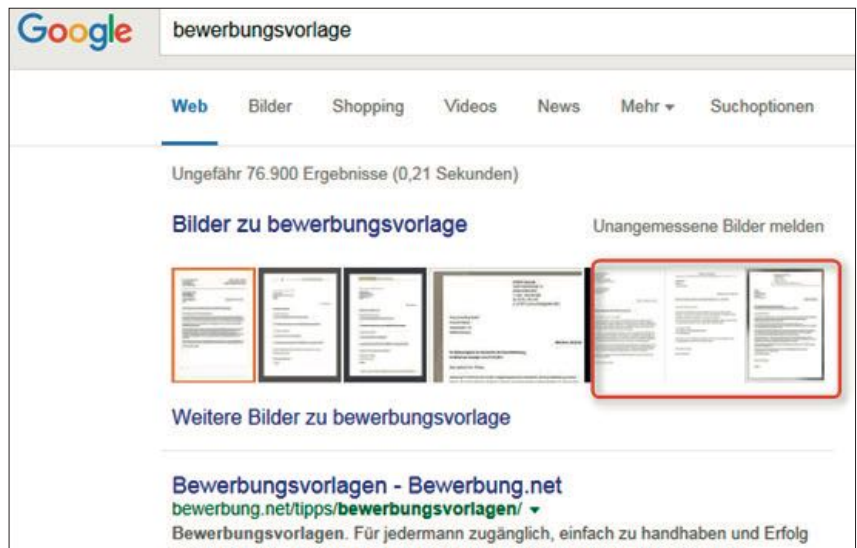 Google bewerbungsvorlage
Web Bilder Shopping Videos News Mehr Suchoptionen
Ungefähr 76.900 Ergebnisse (0,21 Sekunden)
Bilder zu bewerbungsvorlage Unangemessene Bilder melden
Weitere Bilder zu bewerbungsvorlage
Bewerbungsvorlagen - Bewerbung.net
bewerbung.net/tipps/bewerbungsvorlagen/
Bewerbungsvorlagen. Für jedermann zugänglich, einfach zu handhaben und Erfolg